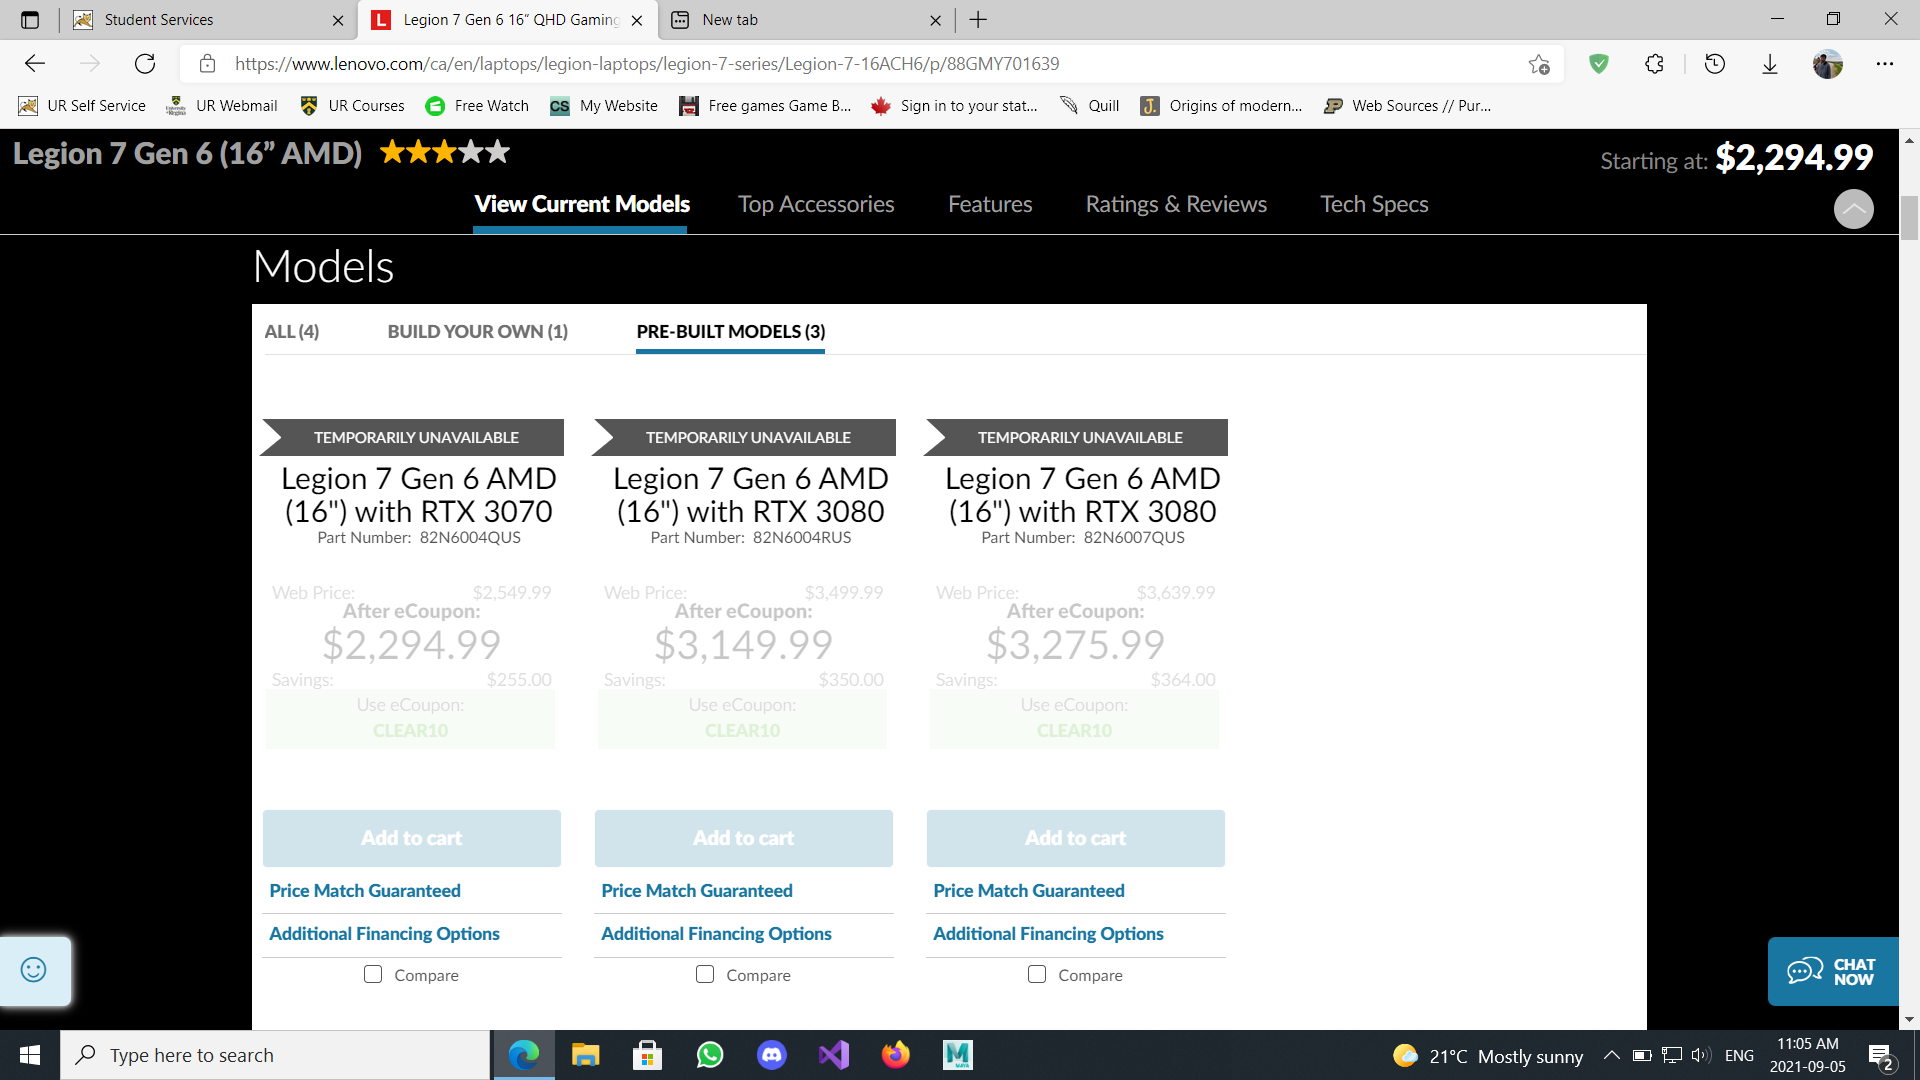 Student Services
Legion 7 Gen 6 16” QHD Gaming
New tab
https://www.lenovo.com/ca/en/laptops/legion-laptops/legion-7-series/Legion-7-16ACH6/p/88GMY701639
UR Self Service
UR Webmail
UR Courses
Free Watch
CS
My Website
Free games Game B...
Sign in to your stat...
Quill
Origins of modern...
Web Sources // Pur...
Legion 7 Gen 6 (16” AMD)
Starting at: $2,294.99
View Current Models
Top Accessories
Features
Ratings & Reviews
Tech Specs
Models
ALL (4)
BUILD YOUR OWN (1)
PRE-BUILT MODELS (3)
TEMPORARILY UNAVAILABLE
Legion 7 Gen 6 AMD
(16") with RTX 3070
Part Number: 82N6004QUS
Web Price: $2,549.99
After eCoupon:
$2,294.99
Savings: $255.00
Use eCoupon:
CLEAR10
Add to cart
Price Match Guaranteed
Additional Financing Options
Compare
TEMPORARILY UNAVAILABLE
Legion 7 Gen 6 AMD
(16") with RTX 3080
Part Number: 82N6004RUS
Web Price: $3,499.99
After eCoupon:
$3,149.99
Savings: $350.00
Use eCoupon:
CLEAR10
Add to cart
Price Match Guaranteed
Additional Financing Options
Compare
TEMPORARILY UNAVAILABLE
Legion 7 Gen 6 AMD
(16") with RTX 3080
Part Number: 82N6007QUS
Web Price: $3,639.99
After eCoupon:
$3,275.99
Savings: $364.00
Use eCoupon:
CLEAR10
Add to cart
Price Match Guaranteed
Additional Financing Options
Compare
CHAT
NOW
Type here to search
21°C Mostly sunny
ENG
11:05 AM
2021-09-05
2